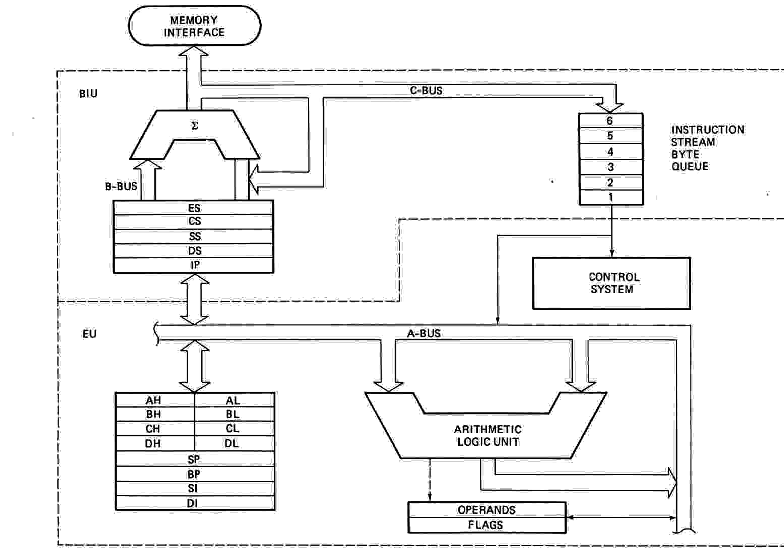 MEMORY
INTERFACE
BIU
C-BUS
Σ
B-BUS
6
5
4
3
2
1
INSTRUCTION
STREAM
BYTE
QUEUE
ES
CS
SS
DS
IP
CONTROL
SYSTEM
EU
A-BUS
AH AL
BH BL
CH CL
DH DL
SP
BP
SI
DI
ARITHMETIC
LOGIC UNIT
OPERANDS
FLAGS